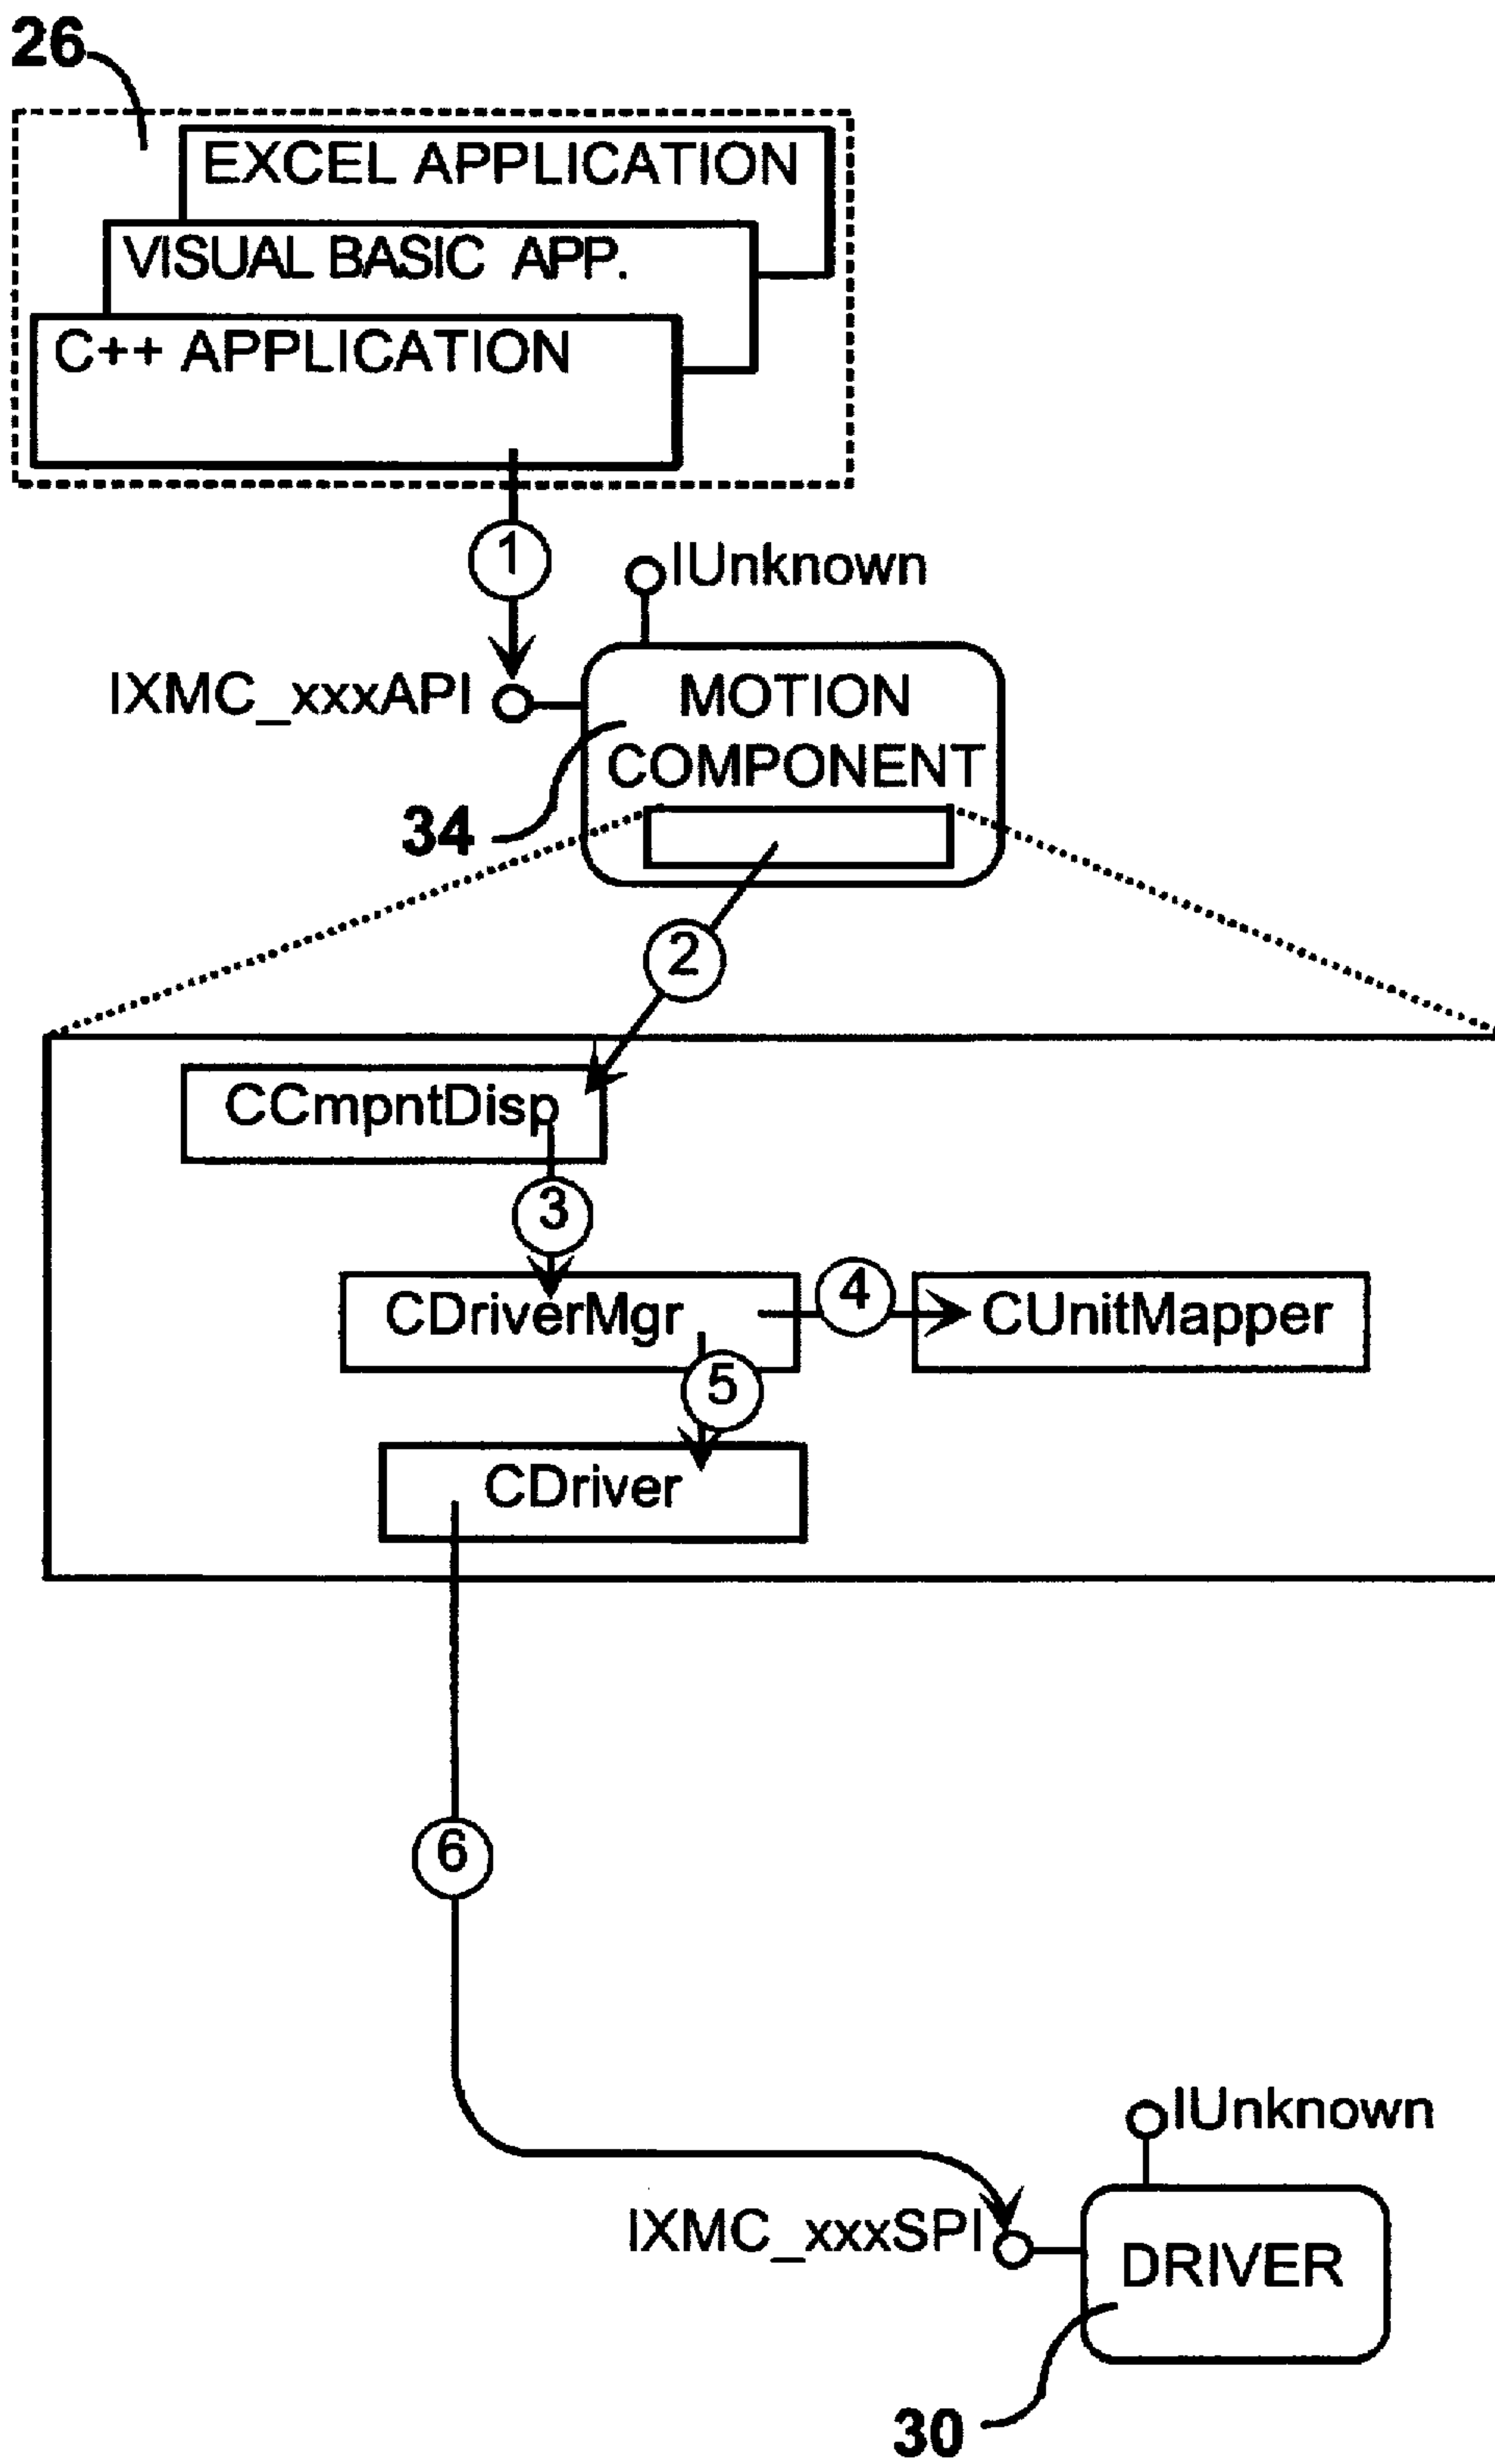 26
EXCEL APPLICATION
VISUAL BASIC APP.
C++ APPLICATION
1
IUnknown
IXMC_xxxAPI
MOTION
COMPONENT
34
2
CCmpntDisp
3
CDriverMgr
4
CUnitMapper
5
CDriver
6
IUnknown
IXMC_xxxSPI
DRIVER
30